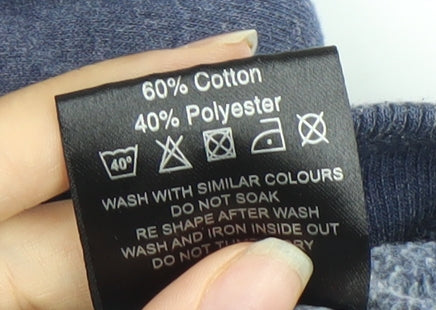 60% Cotton
40% Polyester
40°
WASH WITH SIMILAR COLOURS
DO NOT SOAK
RE SHAPE AFTER WASH
WASH AND IRON INSIDE OUT
DO NOT TUMBLE DRY